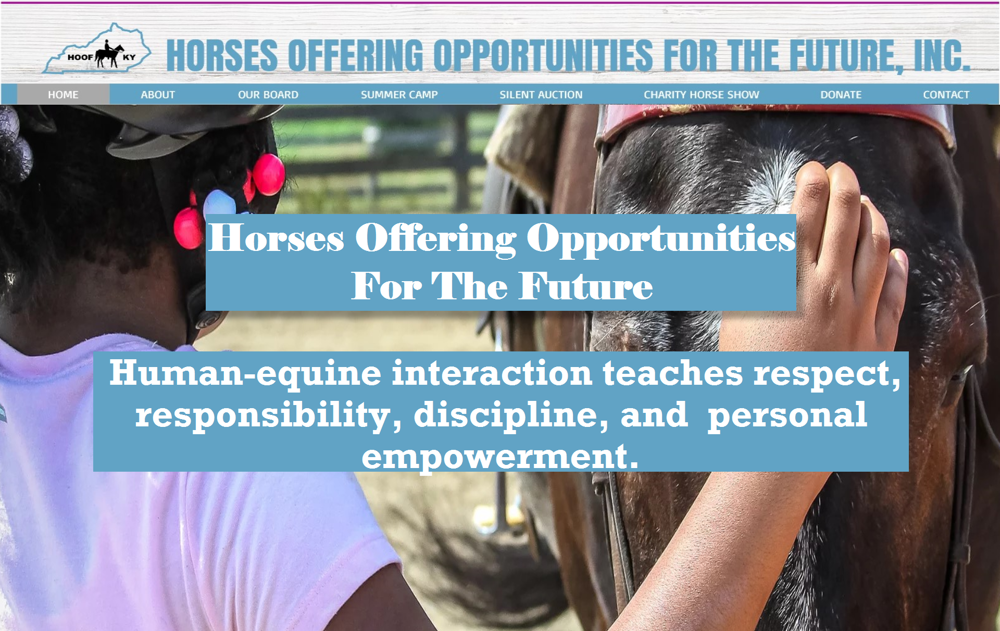 HOOF KY
HORSES OFFERING OPPORTUNITIES FOR THE FUTURE, INC.
HOME ABOUT OUR BOARD SUMMER CAMP SILENT AUCTION CHARITY HORSE SHOW DONATE CONTACT
Horses Offering Opportunities
For The Future
Human-equine interaction teaches respect,
responsibility, discipline, and  personal
empowerment.